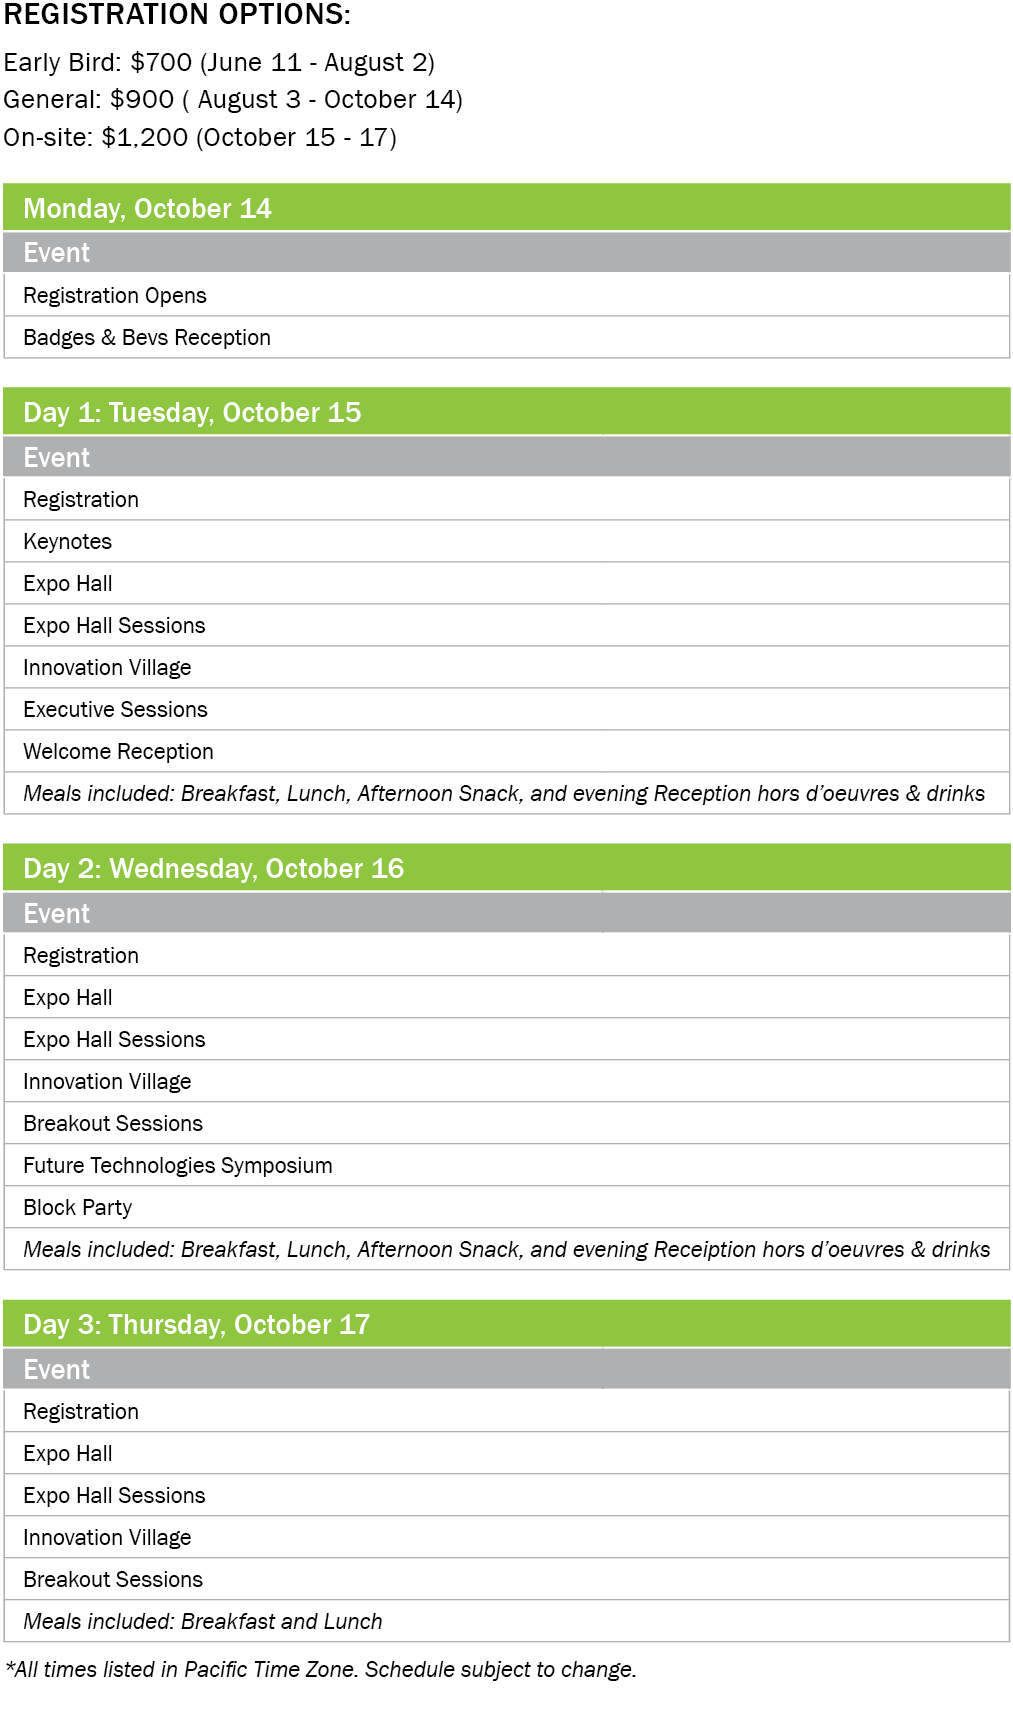 REGISTRATION OPTIONS:
Early Bird: $700 (June 11 - August 2)
General: $900 ( August 3 - October 14)
On-site: $1,200 (October 15 - 17)
Monday, October 14
Event
Registration Opens
Badges & Bevs Reception
Day 1: Tuesday, October 15
Event
Registration
Keynotes
Expo Hall
Expo Hall Sessions
Innovation Village
Executive Sessions
Welcome Reception
Meals included: Breakfast, Lunch, Afternoon Snack, and evening Reception hors d’oeuvres & drinks
Day 2: Wednesday, October 16
Event
Registration
Expo Hall
Expo Hall Sessions
Innovation Village
Breakout Sessions
Future Technologies Symposium
Block Party
Meals included: Breakfast, Lunch, Afternoon Snack, and evening Receiption hors d’oeuvres & drinks
Day 3: Thursday, October 17
Event
Registration
Expo Hall
Expo Hall Sessions
Innovation Village
Breakout Sessions
Meals included: Breakfast and Lunch
*All times listed in Pacific Time Zone. Schedule subject to change.